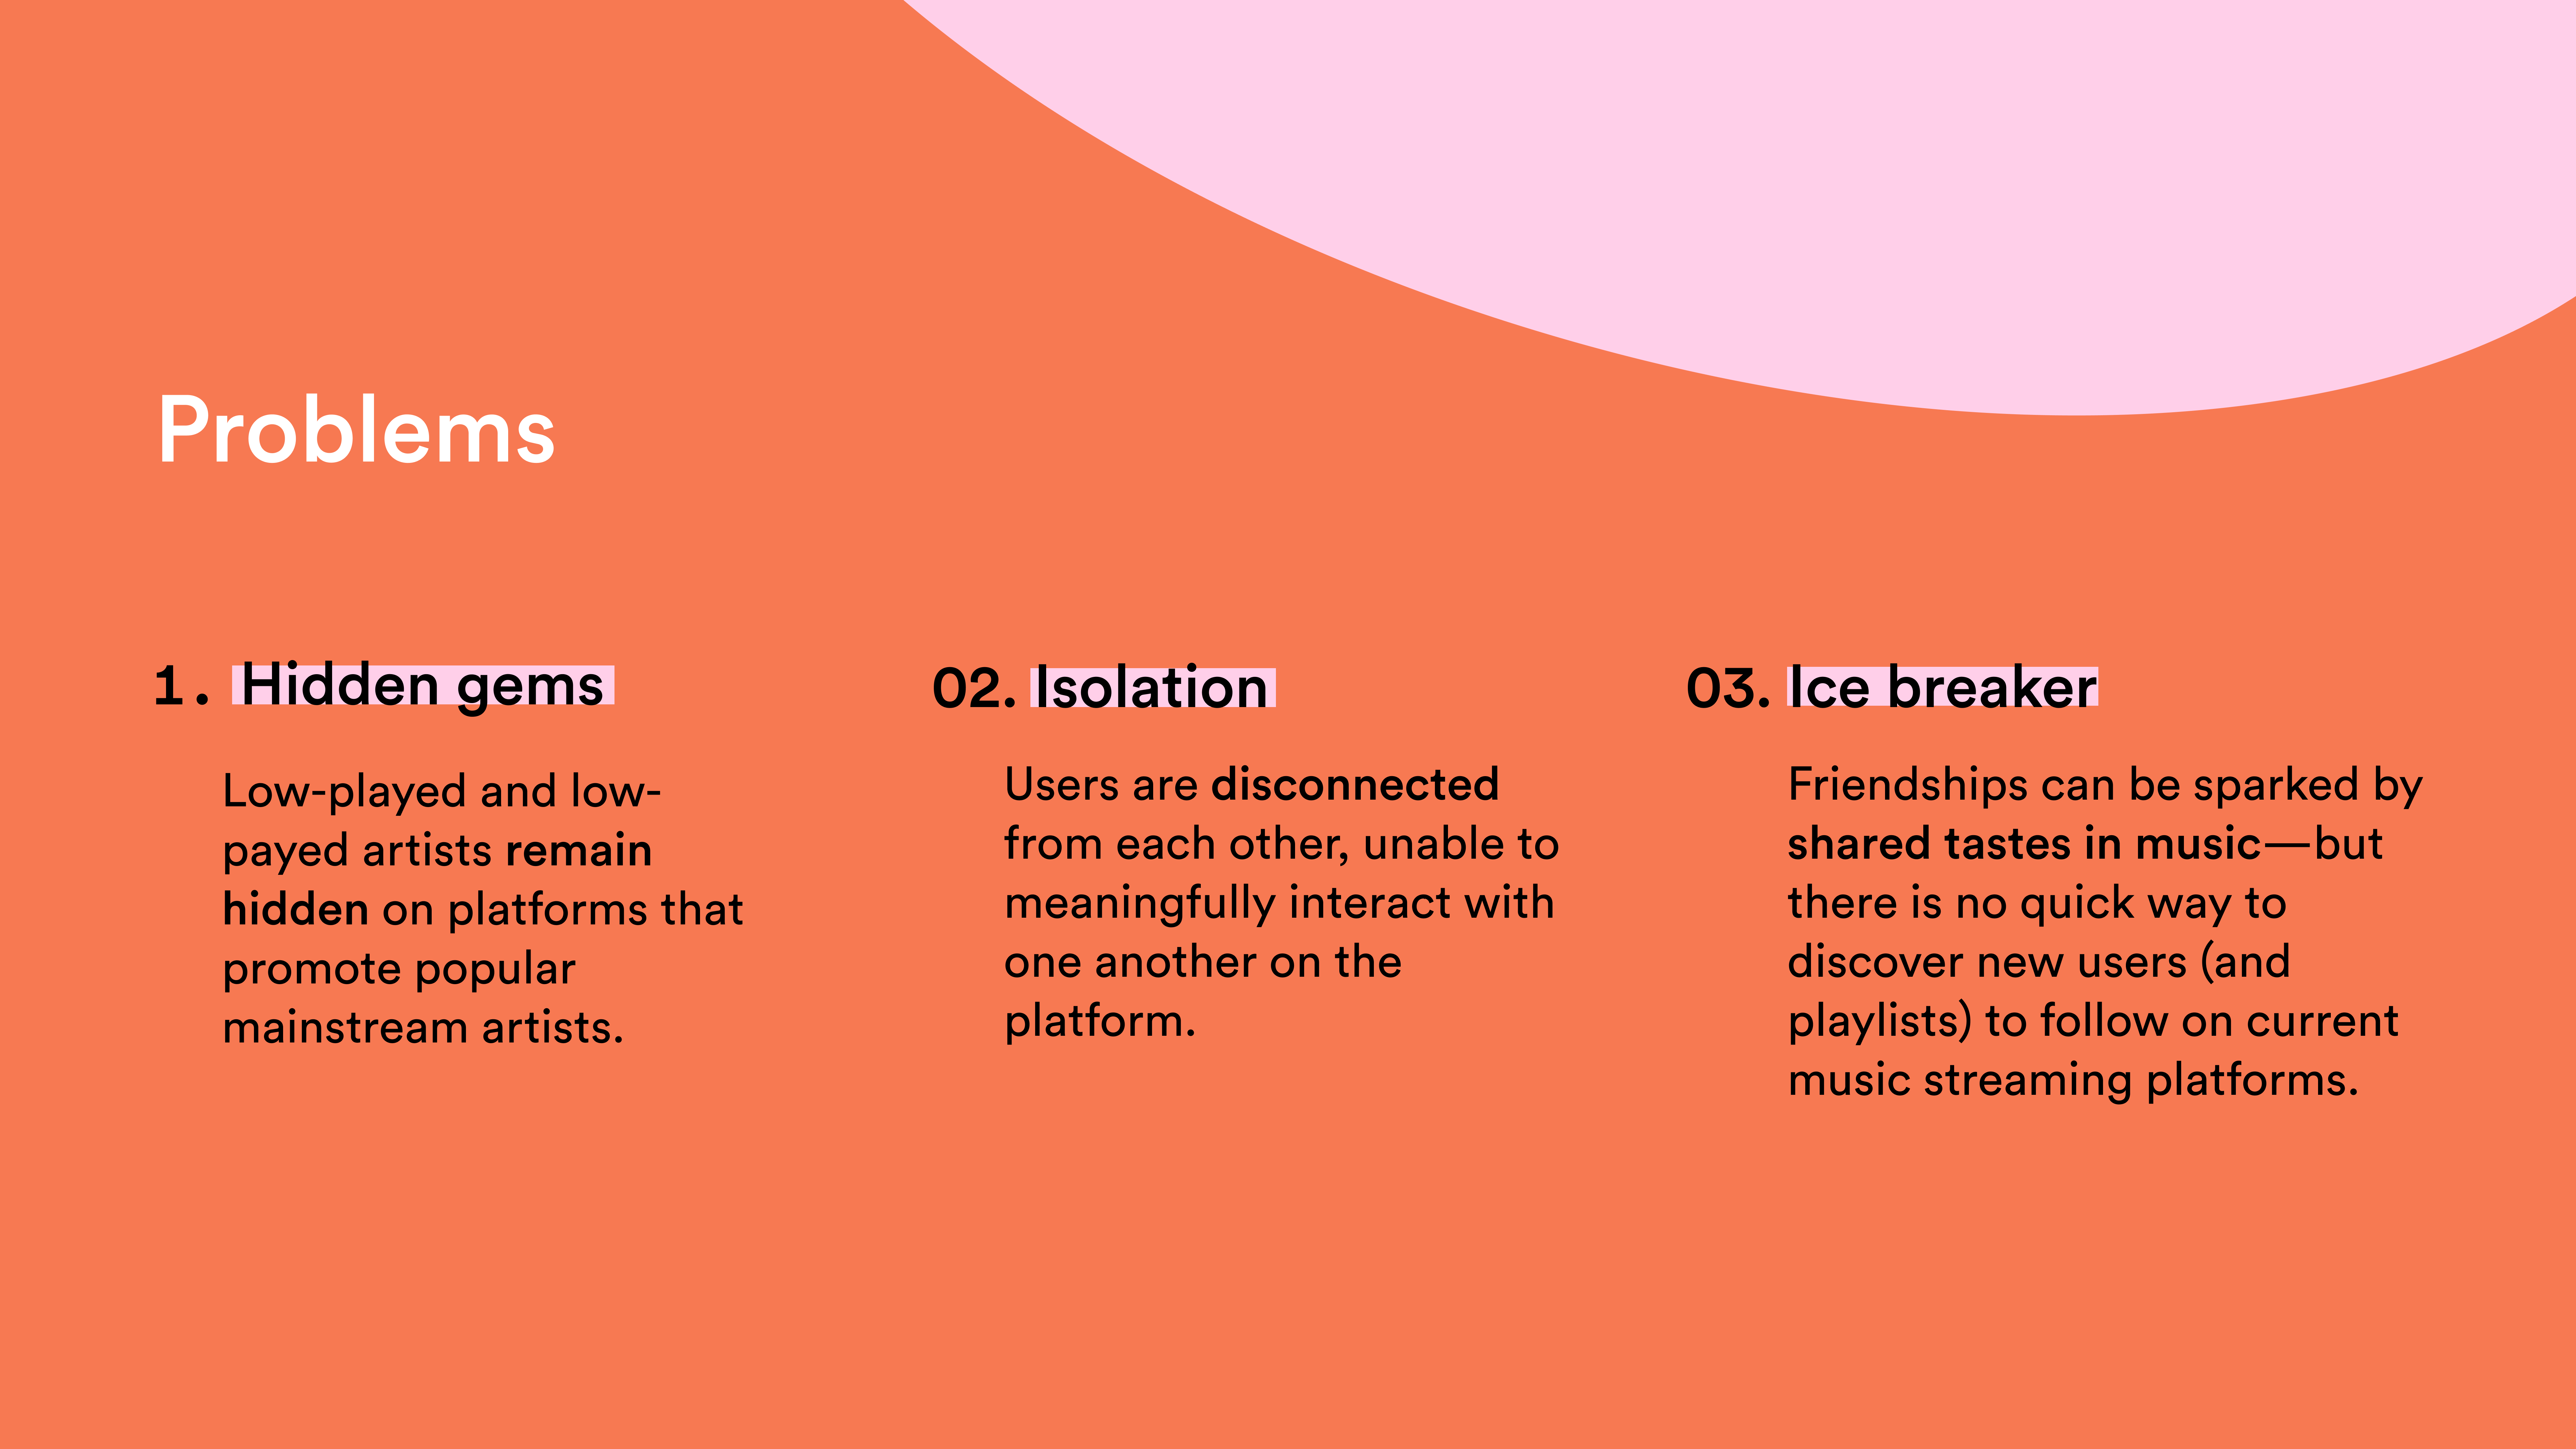 Problems
1. Hidden gems
Low-played and low-
payed artists remain
hidden on platforms that
promote popular
mainstream artists.
02. Isolation
Users are disconnected
from each other, unable to
meaningfully interact with
one another on the
platform.
03. Ice breaker
Friendships can be sparked by
shared tastes in music—but
there is no quick way to
discover new users (and
playlists) to follow on current
music streaming platforms.